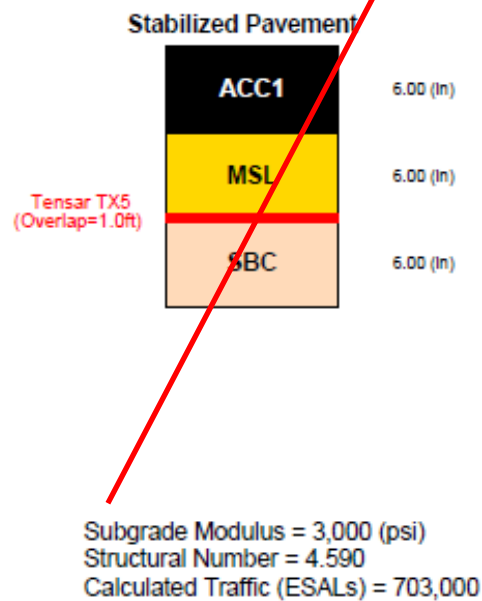 Stabilized Pavement
ACC1
6.00 (in)
MSL
6.00 (in)
Tensar TX5
(Overlap=1.0ft)
SBC
6.00 (in)
Subgrade Modulus = 3,000 (psi)
Structural Number = 4.590
Calculated Traffic (ESALs) = 703,000